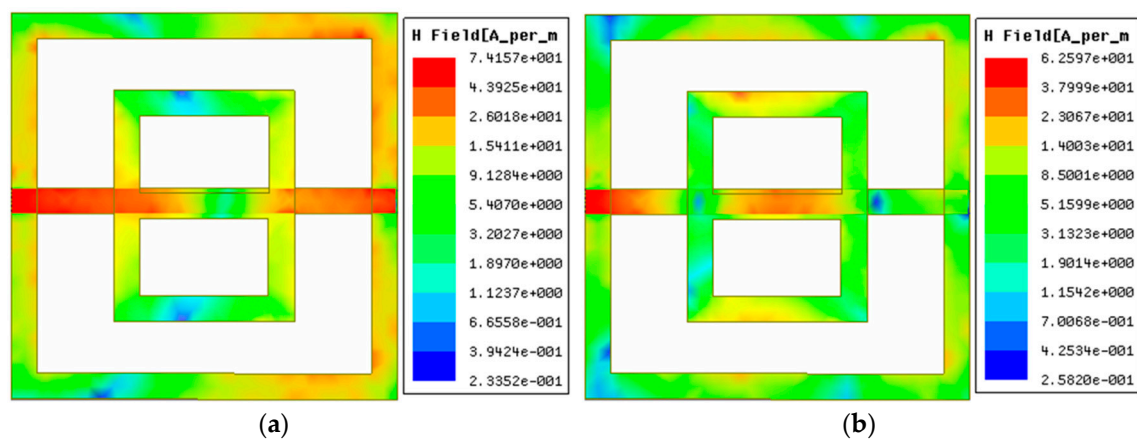 H Field[A_per_m
7.4157e+001
4.3925e+001
2.6018e+001
1.5411e+001
9.1284e+000
5.4070e+000
3.2027e+000
1.8970e+000
1.1237e+000
6.6558e-001
3.9424e-001
2.3352e-001
(a)
H Field[A_per_m
6.2597e+001
3.7999e+001
2.3067e+001
1.4003e+001
8.5001e+000
5.1599e+000
3.1323e+000
1.9014e+000
1.1542e+000
7.0068e-001
4.2534e-001
2.5820e-001
(b)